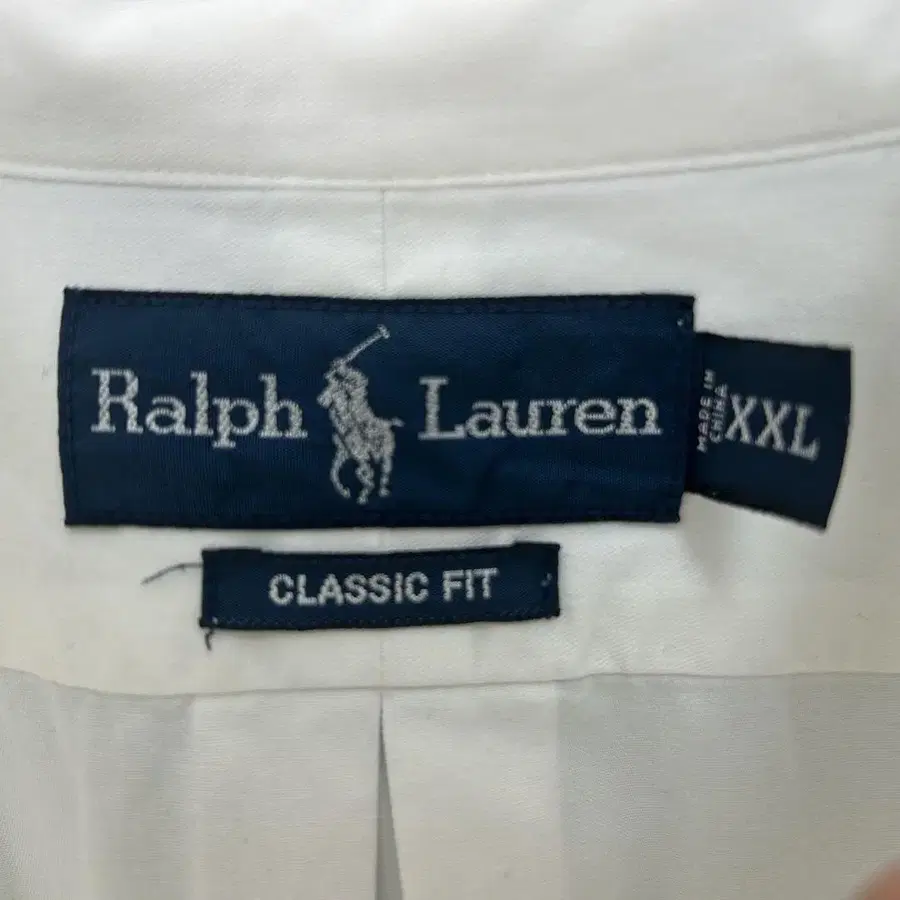 Ralph Lauren
MADE IN
CHINA
XXL
CLASSIC FIT